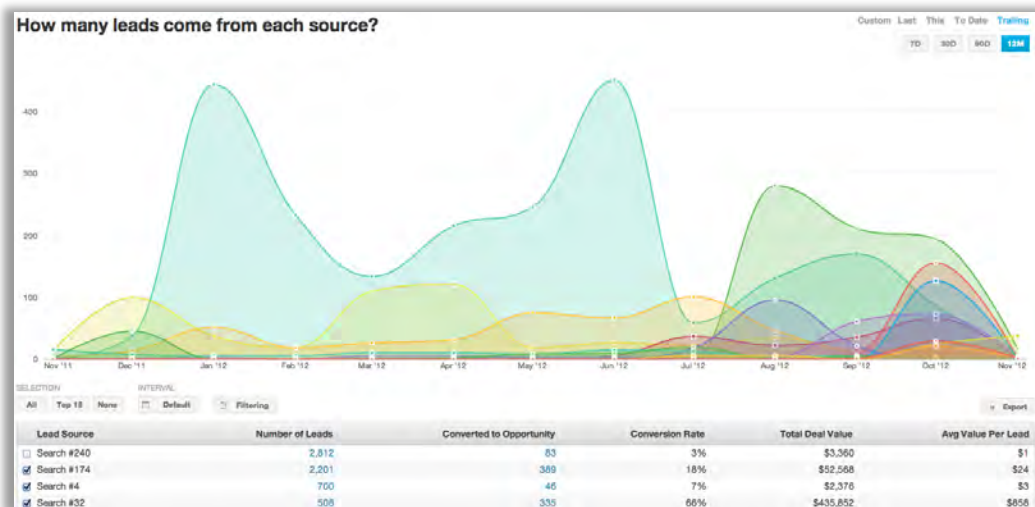 How many leads come from each source?
Custom Last This To Date Trailing
7D 30D 90D 12M
400
300
200
100
0
Nov '11 Dec '11 Jan '12 Feb '12 Mar '12 Apr '12 May '12 Jun '12 Jul '12 Aug '12 Sep '12 Oct '12 Nov '12
SELECTION INTERVAL
All Top 15 None Default Filtering Export
Lead Source Number of Leads Converted to Opportunity Conversion Rate Total Deal Value Avg Value Per Lead
Search #240 2,812 83 3% $3,360 $1
Search #174 2,201 389 18% $52,568 $24
Search #4 700 46 7% $2,376 $3
Search #32 508 335 66% $435,852 $858